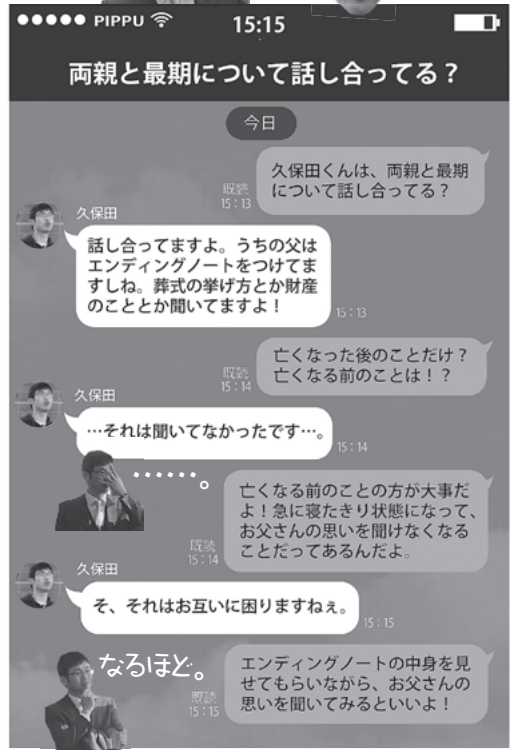 PIPPU 15:15
両親と最期について話し合ってる？
今日
久保田くんは、両親と最期
について話し合ってる？
既読
15：13
久保田
話し合ってますよ。うちの父は
エンディングノートをつけてま
すしね。葬式の挙げ方とか財産
のこととか聞いてますよ！
15：13
亡くなった後のことだけ？
亡くなる前のことは！？
既読
15：14
久保田
…それは聞いてなかったです…。
15：14
……。
亡くなる前のことの方が大事だ
よ！急に寝たきり状態になって、
お父さんの思いを聞けなくなる
ことだってあるんだよ。
既読
15：14
久保田
そ、それはお互いに困りますねぇ。
15：15
なるほど。
エンディングノートの中身を見
せてもらいながら、お父さんの
思いを聞いてみるといいよ！
既読
15：15